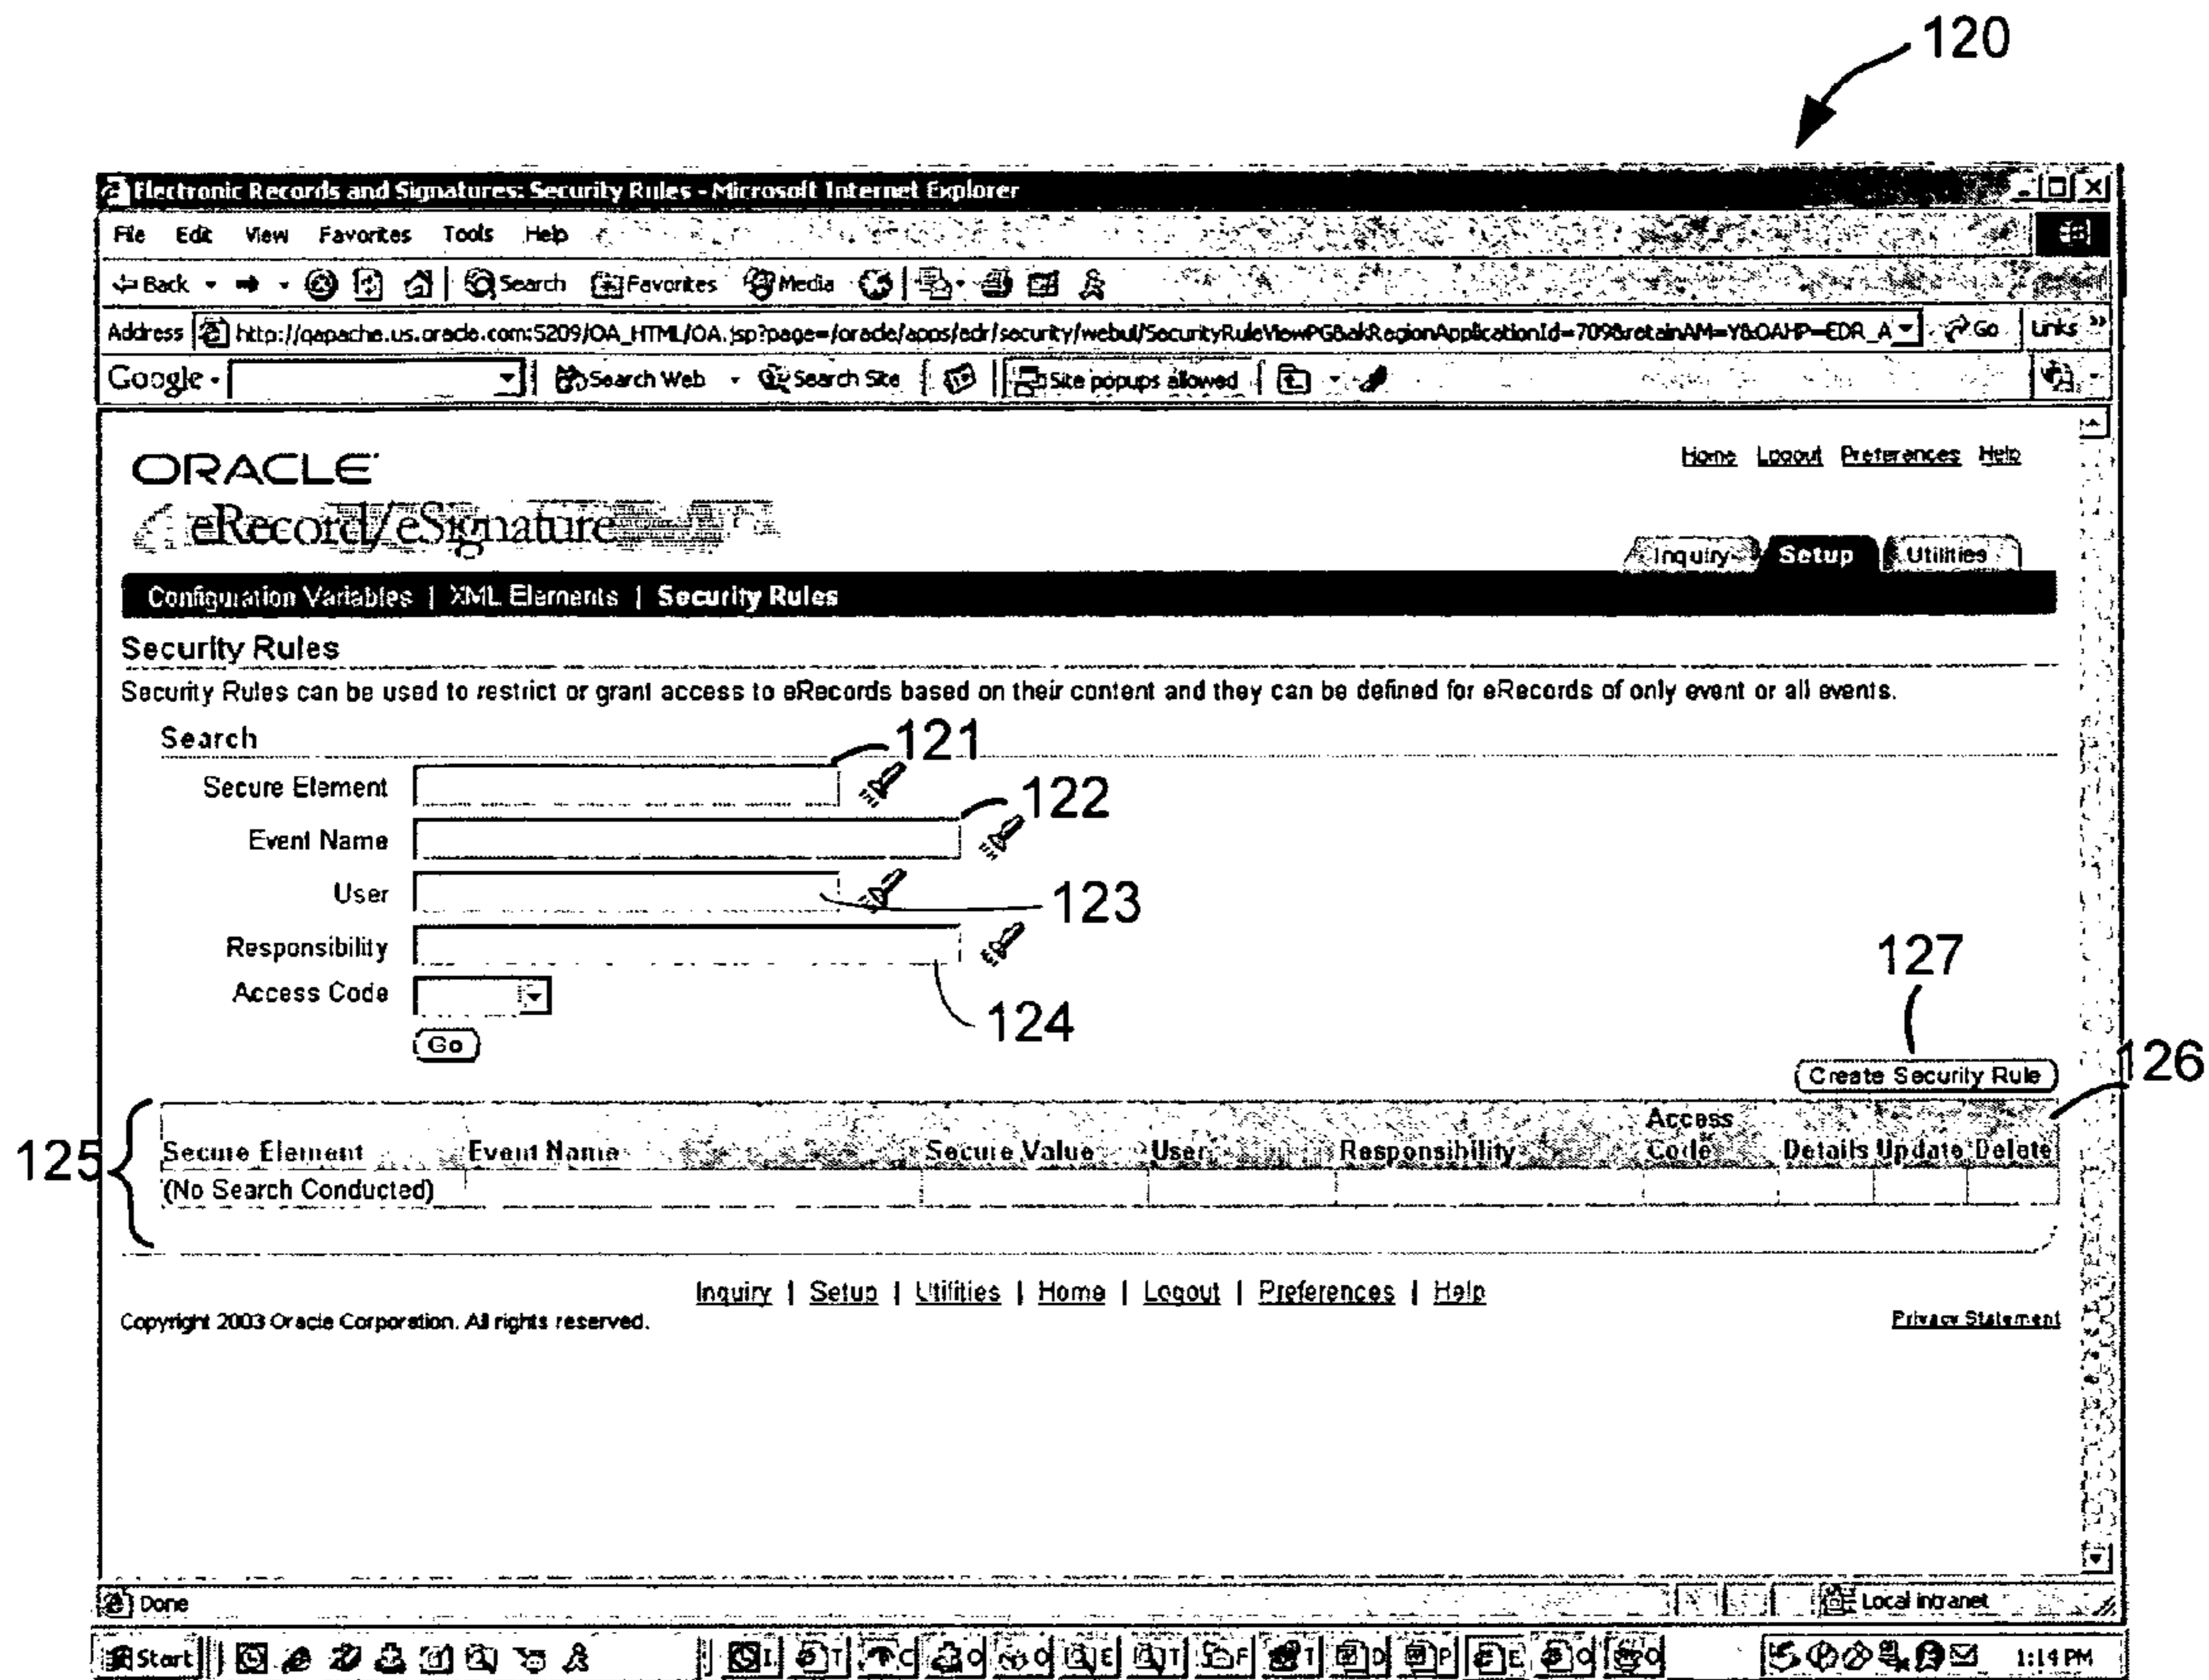 120
Electronic Records and Signatures: Security Rules - Microsoft Internet Explorer
File Edit View Favorites Tools Help
Back Search Favorites Media
Address http://qapache.us.oracle.com:5209/OA_HTML/OA.jsp?page=/oracle/apps/edr/security/webui/SecurityRuleViewPG&akRegionApplicationId=709&retainAM=Y&OAHP=EDR_A Go Links »
Google Search Web Search Site Site popups allowed
ORACLE
Home Logout Preferences Help
eRecord/eSignature
Inquiry Setup Utilities
Configuration Variables | XML Elements | Security Rules
Security Rules
Security Rules can be used to restrict or grant access to eRecords based on their content and they can be defined for eRecords of only event or all events.
Search
121
Secure Element
122
Event Name
User
123
Responsibility
127
Access Code
124
Go
126
Create Security Rule
125
Secure Element Event Name Secure Value User Responsibility Access Code Details Update Delete
(No Search Conducted)
Inquiry | Setup | Utilities | Home | Logout | Preferences | Help
Copyright 2003 Oracle Corporation. All rights reserved.
Privacy Statement
Done
Local intranet
Start I T C O O E T F T D P E O O 1:14 PM